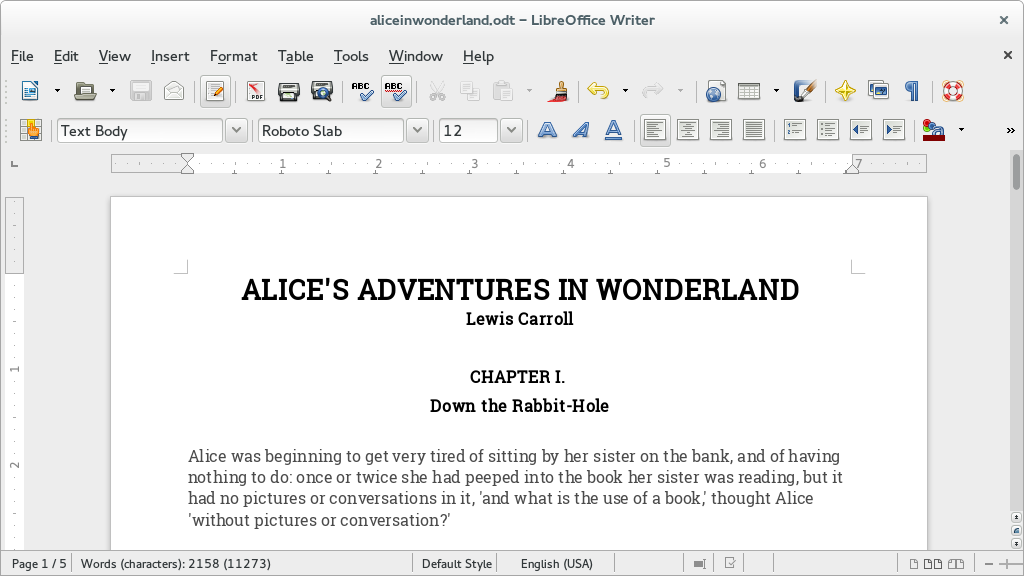 aliceinwonderland.odt – LibreOffice Writer
File Edit View Insert Format Table Tools Window Help
PDF ABC ABC
Text Body Roboto Slab 12
1 2 3 4 5 6 7
ALICE'S ADVENTURES IN WONDERLAND
Lewis Carroll
1
CHAPTER I.
Down the Rabbit-Hole
2
Alice was beginning to get very tired of sitting by her sister on the bank, and of having
nothing to do: once or twice she had peeped into the book her sister was reading, but it
had no pictures or conversations in it, 'and what is the use of a book,' thought Alice
'without pictures or conversation?'
Page 1 / 5 Words (characters): 2158 (11273) Default Style English (USA)